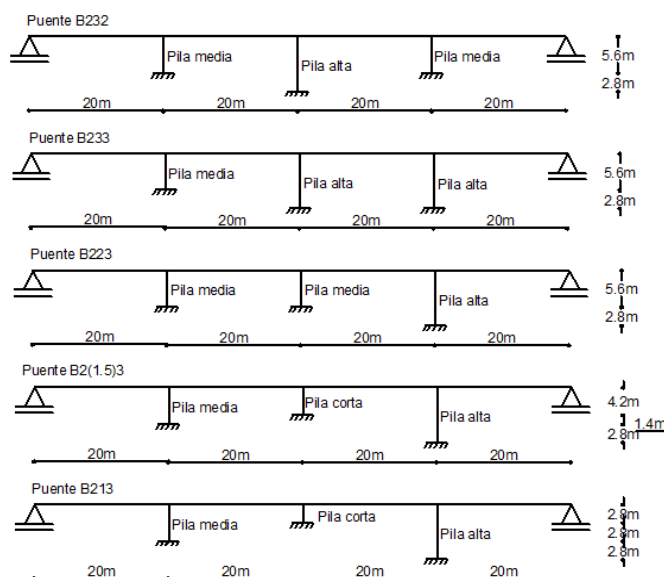 Puente B232
Pila media
Pila alta
Pila media
5.6m
2.8m
20m 20m 20m 20m
Puente B233
Pila media
Pila alta
Pila alta
5.6m
2.8m
20m 20m 20m 20m
Puente B223
Pila media
Pila media
Pila alta
5.6m
2.8m
20m 20m 20m 20m
Puente B2(1.5)3
Pila media
Pila corta
Pila alta
4.2m
2.8m
1.4m
20m 20m 20m 20m
Puente B213
Pila media
Pila corta
Pila alta
2.8m
2.8m
2.8m
20m 20m 20m 20m